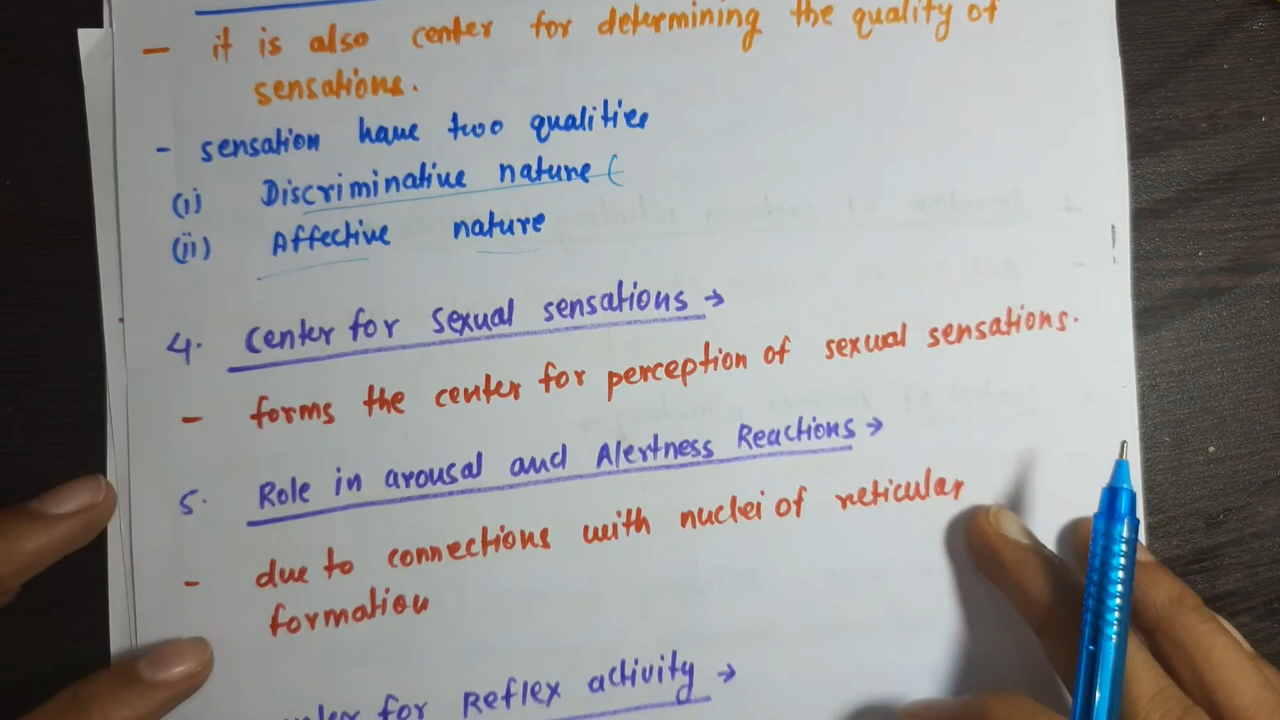 - it is also center for determining the quality of
sensations.
- sensation have two qualities
(i) Discriminative nature (
(ii) Affective nature
4. Center for sexual sensations →
- forms the center for perception of sexual sensations.
5. Role in arousal and Alertness Reactions →
- due to connections with nuclei of reticular
formation
for Reflex activity →